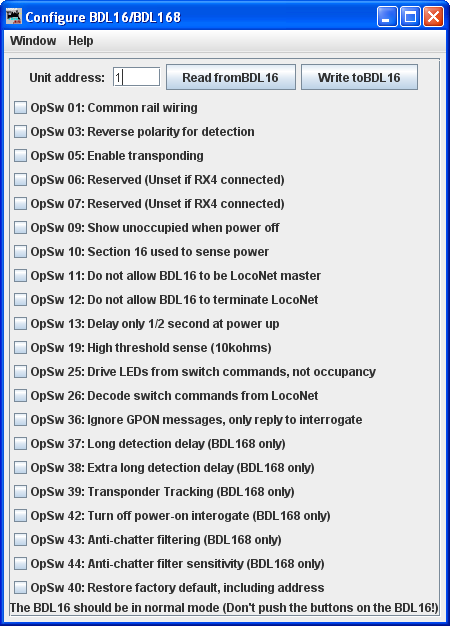 Configure BDL16/BDL168
Window Help
Unit address: 1 Read fromBDL16 Write toBDL16
OpSw 01: Common rail wiring
OpSw 03: Reverse polarity for detection
OpSw 05: Enable transponding
OpSw 06: Reserved (Unset if RX4 connected)
OpSw 07: Reserved (Unset if RX4 connected)
OpSw 09: Show unoccupied when power off
OpSw 10: Section 16 used to sense power
OpSw 11: Do not allow BDL16 to be LocoNet master
OpSw 12: Do not allow BDL16 to terminate LocoNet
OpSw 13: Delay only 1/2 second at power up
OpSw 19: High threshold sense (10kohms)
OpSw 25: Drive LEDs from switch commands, not occupancy
OpSw 26: Decode switch commands from LocoNet
OpSw 36: Ignore GPON messages, only reply to interrogate
OpSw 37: Long detection delay (BDL168 only)
OpSw 38: Extra long detection delay (BDL168 only)
OpSw 39: Transponder Tracking (BDL168 only)
OpSw 42: Turn off power-on interogate (BDL168 only)
OpSw 43: Anti-chatter filtering (BDL168 only)
OpSw 44: Anti-chatter filter sensitivity (BDL168 only)
OpSw 40: Restore factory default, including address
The BDL16 should be in normal mode (Don't push the buttons on the BDL16!)